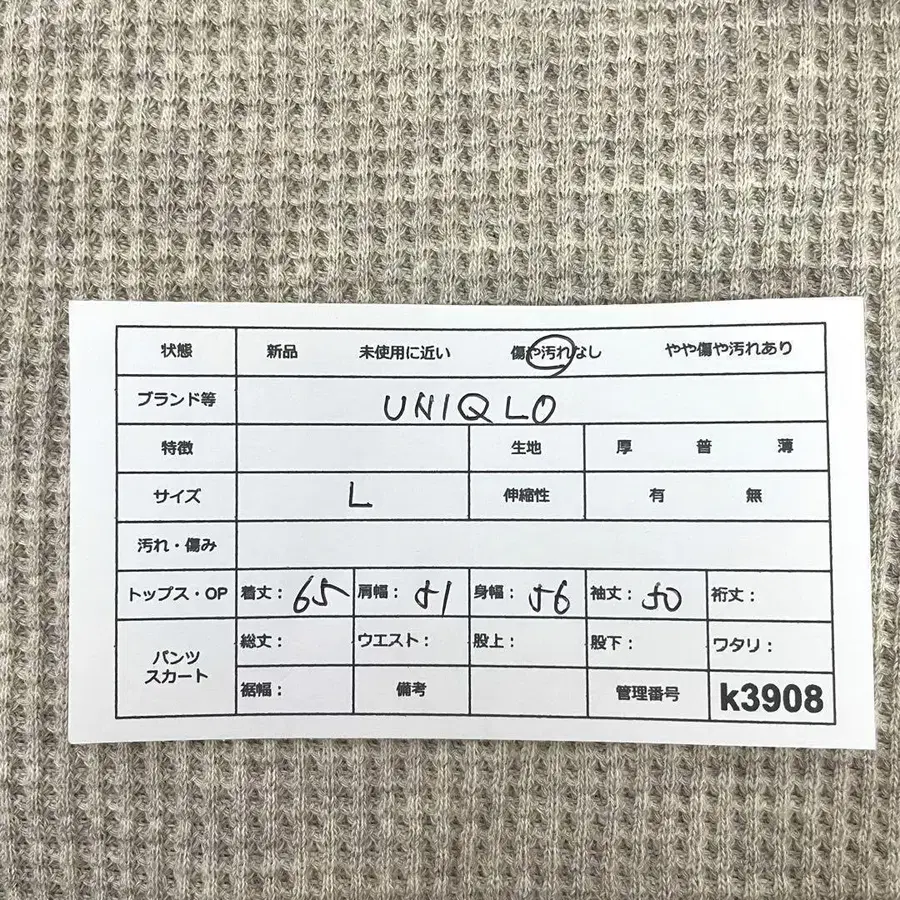 状態 新品 未使用に近い 傷や汚れなし やや傷や汚れあり
ブランド等 UNIQLO
特徴 生地 厚 普 薄
サイズ L 伸縮性 有 無
汚れ・傷み
トップス・OP 着丈： 65 肩幅： 51 身幅： 56 袖丈： 50 裄丈：
パンツ
スカート
総丈： ウエスト： 股上： 股下： ワタリ：
裾幅： 備考 管理番号 k3908